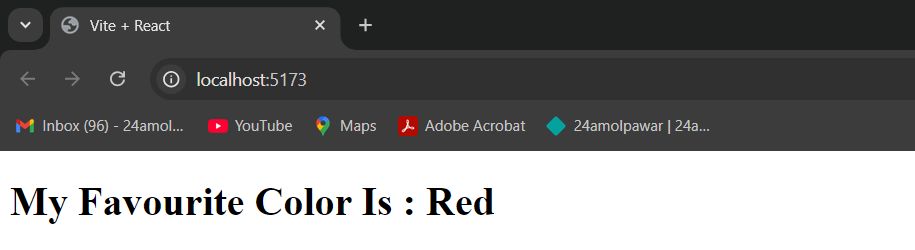 Vite + React
localhost:5173
Inbox (96) - 24amol... YouTube Maps Adobe Acrobat 24amolpawar | 24a...
My Favourite Color Is : Red